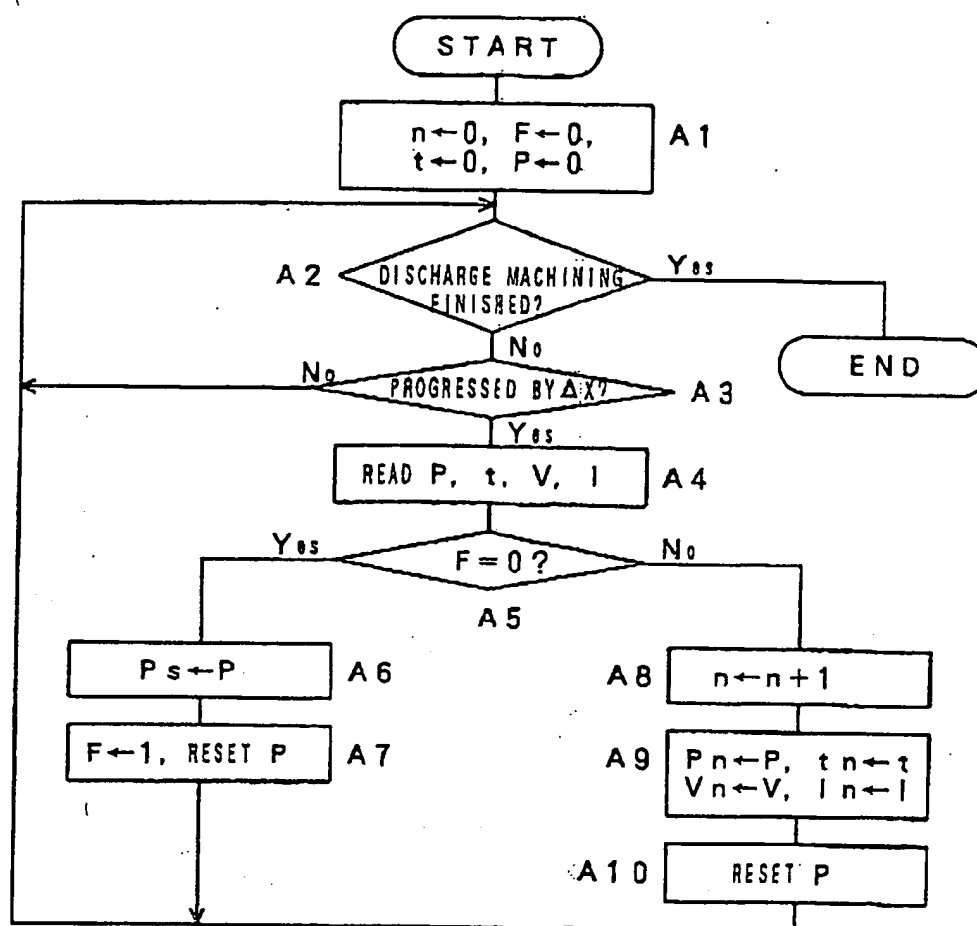 START
n←0, F←0,
t←0, P←0
A1
A2
DISCHARGE MACHINING
FINISHED?
Yes
END
No
No
PROGRESSED BY ΔX?
A3
Yes
READ P, t, V, I
A4
Yes
F=0?
No
A5
Ps←P
A6
A8
n←n+1
F←1, RESET P
A7
A9
Pn←P, tn←t
Vn←V, In←I
A10
RESET P